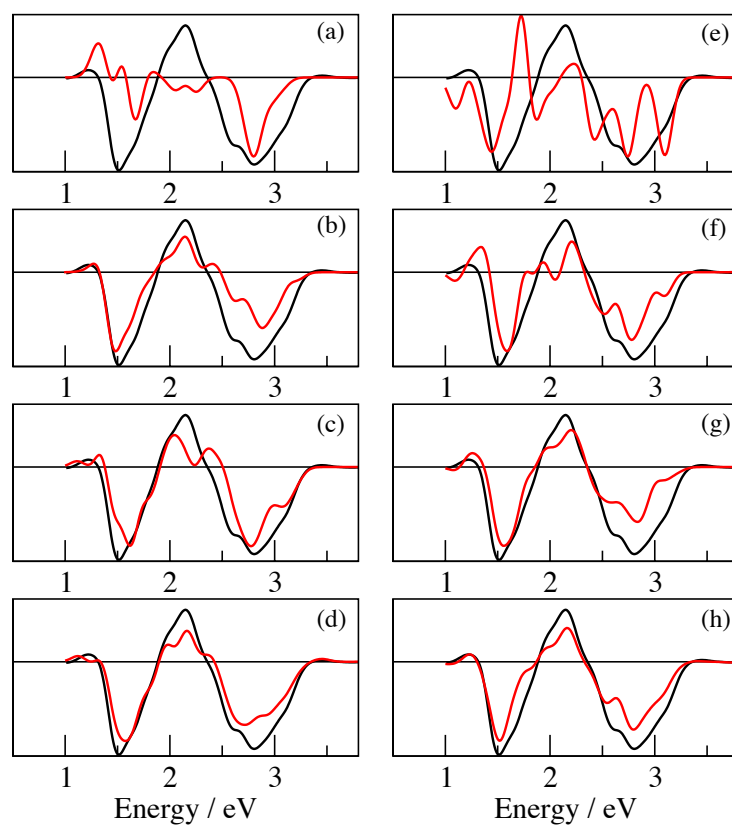 (a) (e)
1 2 3 1 2 3
(b) (f)
1 2 3 1 2 3
(c) (g)
1 2 3 1 2 3
(d) (h)
1 2 3 1 2 3
Energy / eV Energy / eV